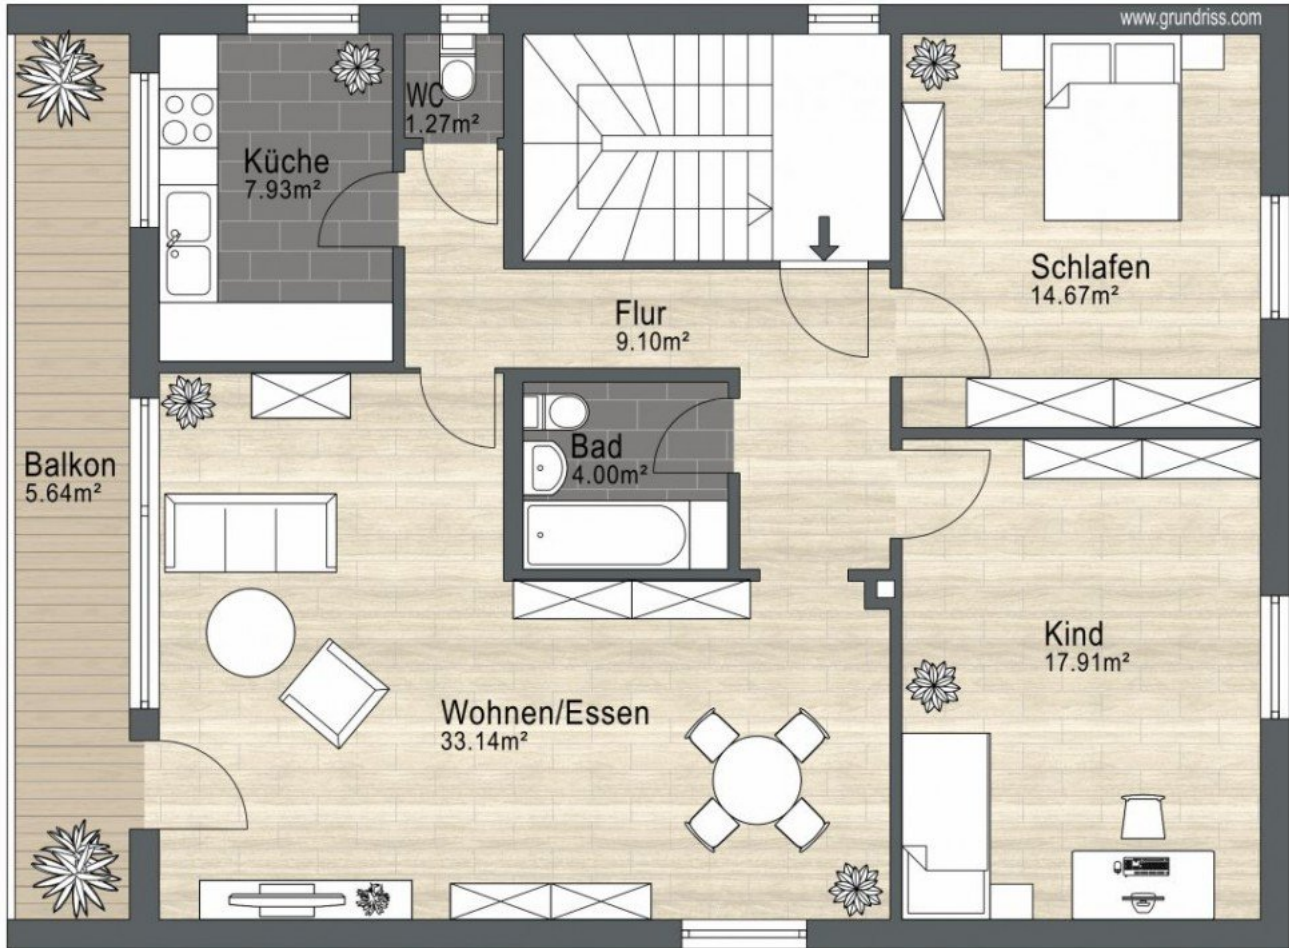 www.grundriss.com
WC
1.27m²
Küche
7.93m²
Schlafen
14.67m²
Flur
9.10m²
Bad
4.00m²
Balkon
5.64m²
Kind
17.91m²
Wohnen/Essen
33.14m²